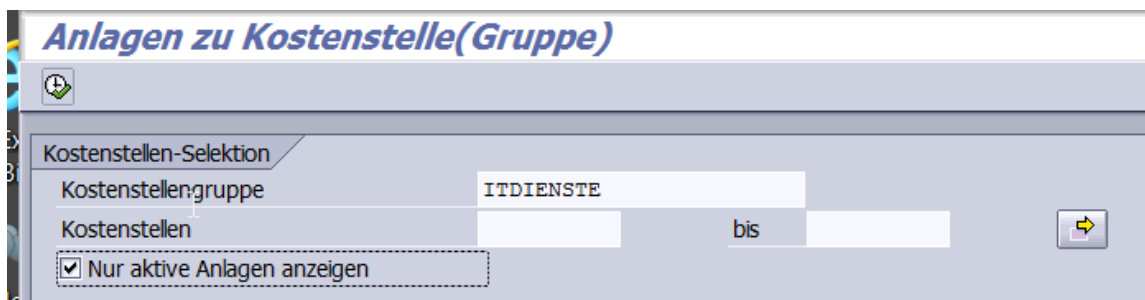 Anlagen zu Kostenstelle(Gruppe)
Kostenstellen-Selektion
Kostenstellengruppe ITDIENSTE
Kostenstellen bis
Nur aktive Anlagen anzeigen